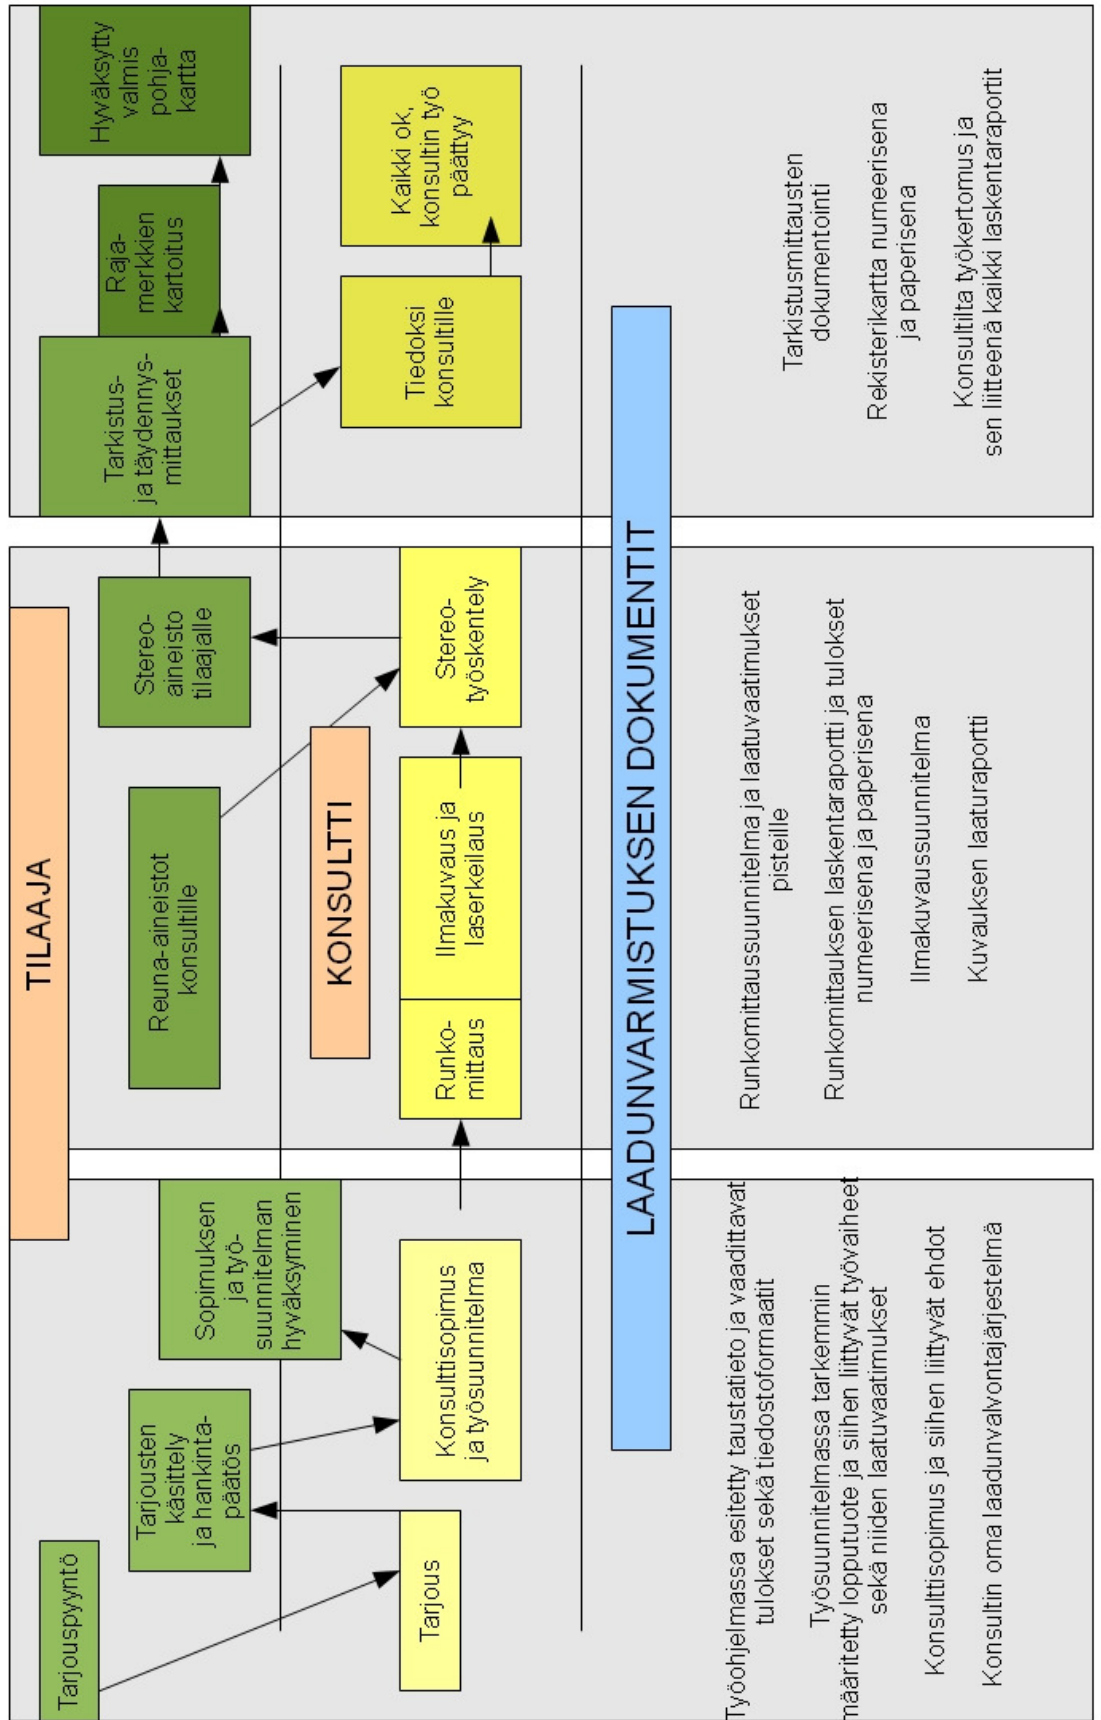 TILAAJA
Tarjouspyyntö
Tarjousten
käsittely
ja hankinta-
päätös
Sopimuksen
ja työ-
suunnitelman
hyväksyminen
Reuna-aineistot
konsultille
Stereo-
aineisto
tilaajalle
Tarkistus-
ja täydennys-
mittaukset
Raja-
merkkien
kartoitus
Hyväksytty
valmis
pohja-
kartta
KONSULTTI
Tarjous
Konsulttisopimus
ja työsuunnitelma
Runko-
mittaus
Ilmakuvaus ja
laserkeilaus
Stereo-
työskentely
Tiedoksi
konsultille
Kaikki ok,
konsultin työ
päättyy
LAADUNVARMISTUKSEN DOKUMENTIT
Työohjelmassa esitetty taustatieto ja vaadittavat
tulokset sekä tiedostoformaatit
Työsuunnitelmassa tarkemmin
määritetty lopputuote ja siihen liittyvät työvaiheet
sekä niiden laatuvaatimukset
Konsulttisopimus ja siihen liittyvät ehdot
Konsultin oma laadunvalvontajärjestelmä
Runkomittaussuunnitelma ja laatuvaatimukset
pisteille
Runkomittauksen laskentaraportti ja tulokset
numeerisena ja paperisena
Ilmakuvaussuunnitelma
Kuvauksen laaturaportti
Tarkistusmittausten
dokumentointi
Rekisterikartta numeerisena
ja paperisena
Konsultilta työkertomus ja
sen liitteenä kaikki laskentaraportit